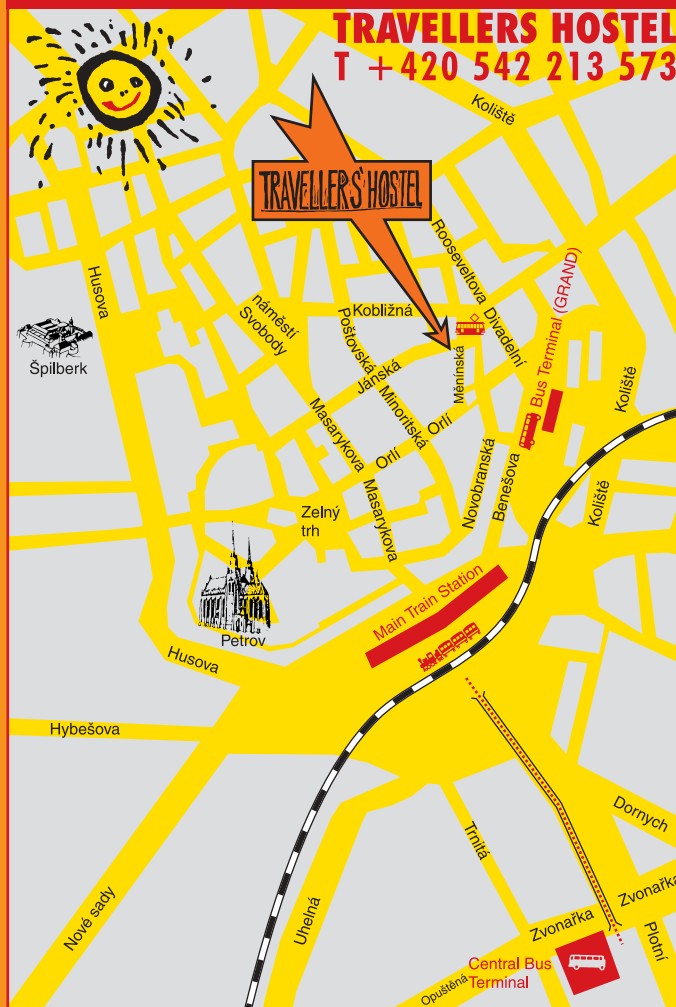 TRAVELLERS HOSTEL
T +420 542 213 573
Koliště
TRAVELLERS' HOSTEL
Rooseveltova
Husova
náměstí
Svobody
Kobližná
Poštovská
Divadelní
Bus Terminal (GRAND)
Špilberk
Jánská
Měnínská
Koliště
Masarykova
Minoritská
Orlí
Orlí
Novobranská
Benešova
Koliště
Masarykova
Zelný
trh
Main Train Station
Petrov
Husova
Hybešova
Dornych
Trnitá
Nové sady
Uhelná
Zvonařka
Zvonařka
Plotní
Central Bus
Terminal
Opuštěná